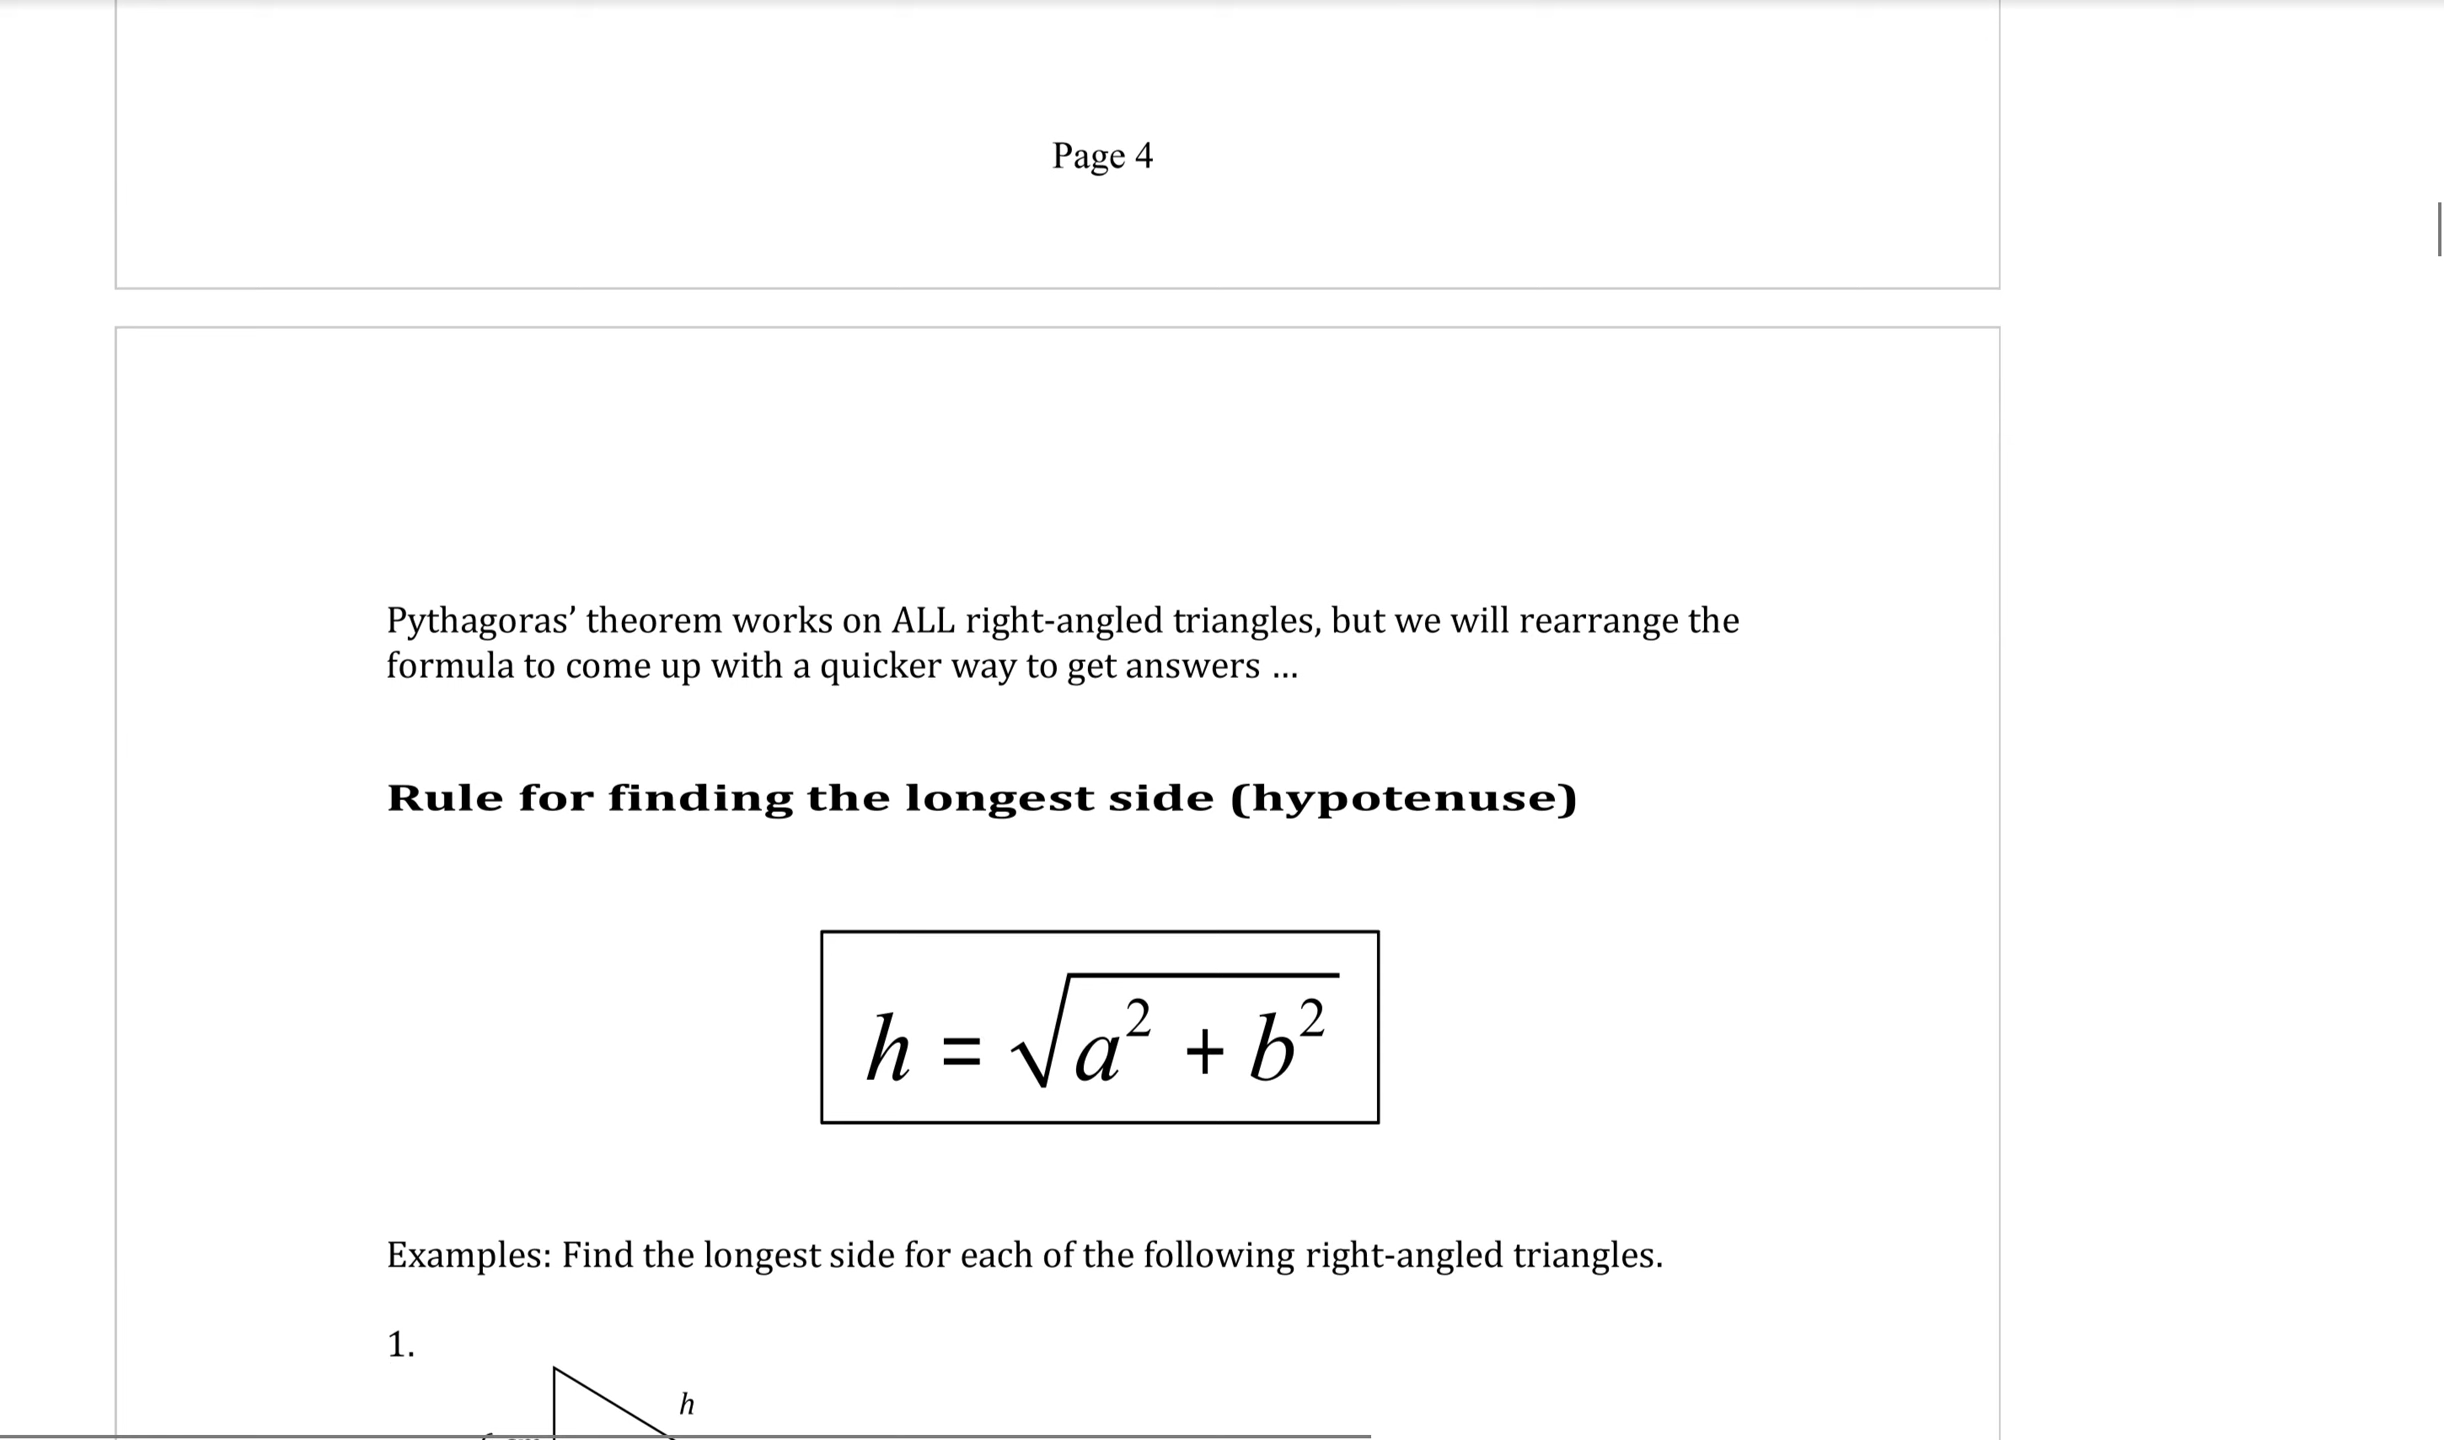 Page 4
Pythagoras’ theorem works on ALL right-angled triangles, but we will rearrange the
formula to come up with a quicker way to get answers …
Rule for finding the longest side (hypotenuse)
h = √a² + b²
Examples: Find the longest side for each of the following right-angled triangles.
1.
h